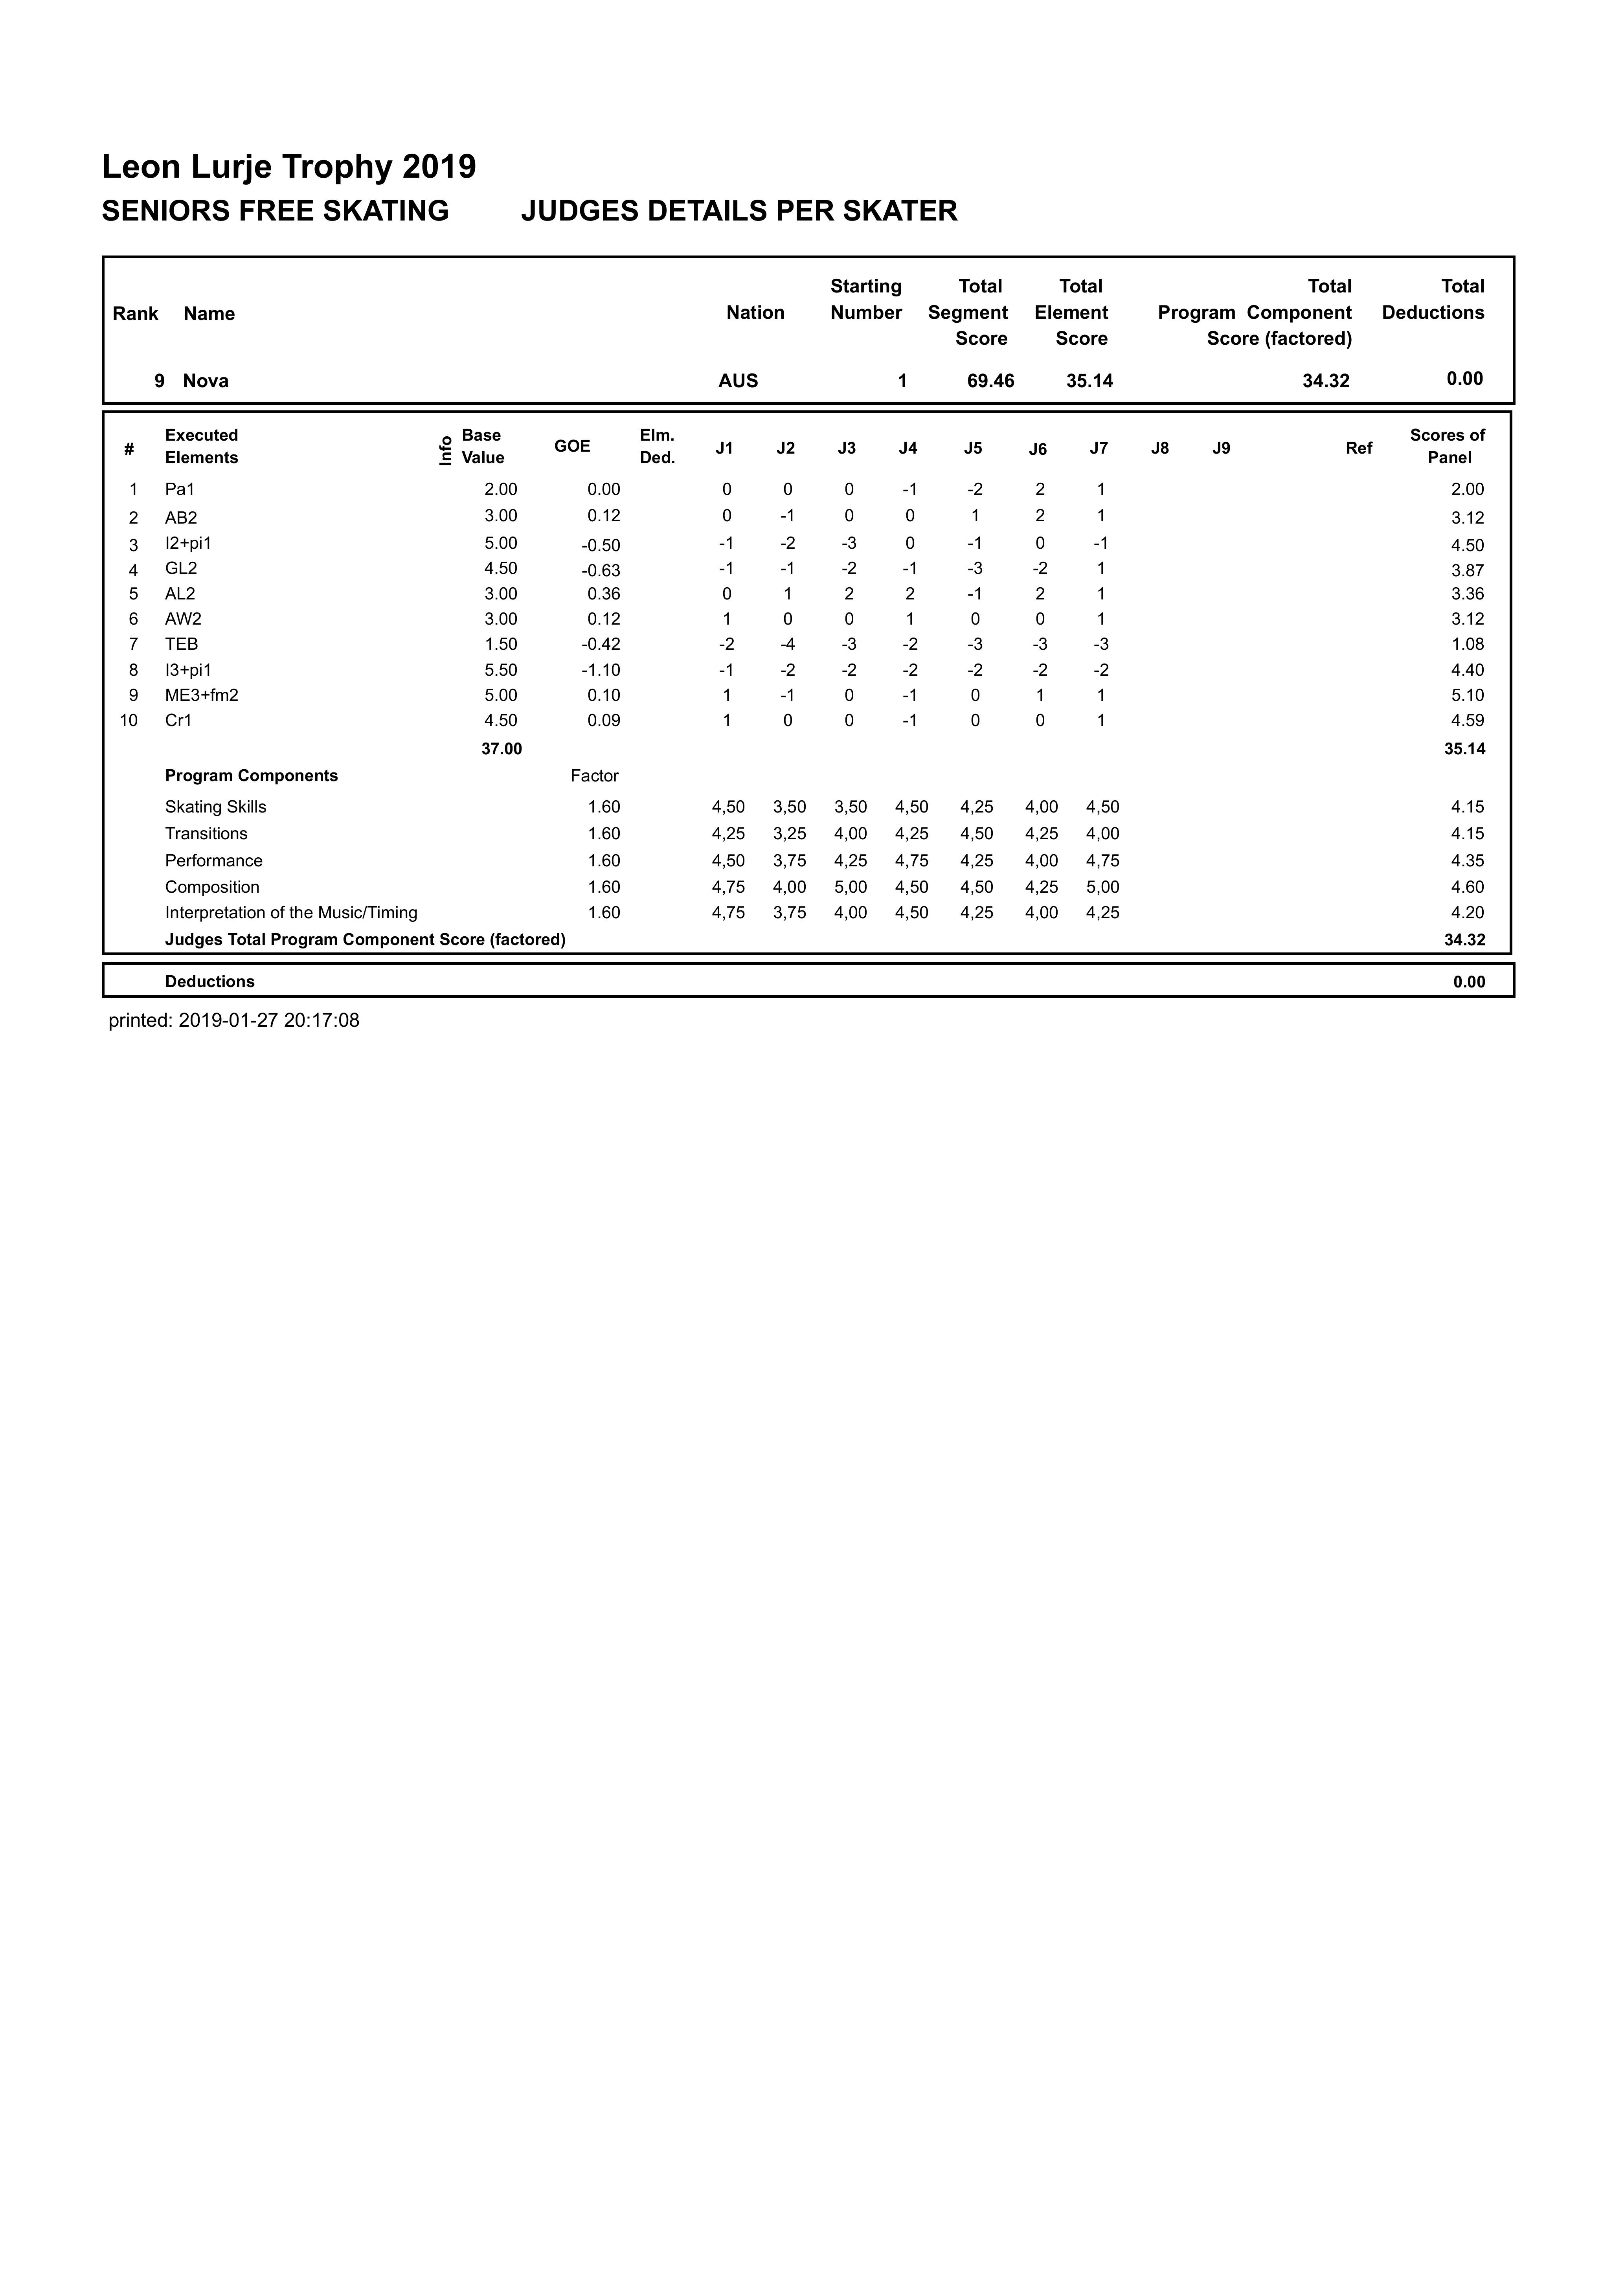 Leon Lurje Trophy 2019
SENIORS FREE SKATING JUDGES DETAILS PER SKATER
Rank Name Nation Starting Number Total Segment Score Total Element Score Total Program Component Score (factored) Total Deductions
9 Nova AUS 1 69.46 35.14 34.32 0.00
# Executed Elements Info Base Value GOE Elm. Ded. J1 J2 J3 J4 J5 J6 J7 J8 J9 Ref Scores of Panel
1 Pa1 2.00 0.00 0 0 0 -1 -2 2 1 2.00
2 AB2 3.00 0.12 0 -1 0 0 1 2 1 3.12
3 I2+pi1 5.00 -0.50 -1 -2 -3 0 -1 0 -1 4.50
4 GL2 4.50 -0.63 -1 -1 -2 -1 -3 -2 1 3.87
5 AL2 3.00 0.36 0 1 2 2 -1 2 1 3.36
6 AW2 3.00 0.12 1 0 0 1 0 0 1 3.12
7 TEB 1.50 -0.42 -2 -4 -3 -2 -3 -3 -3 1.08
8 I3+pi1 5.50 -1.10 -1 -2 -2 -2 -2 -2 -2 4.40
9 ME3+fm2 5.00 0.10 1 -1 0 -1 0 1 1 5.10
10 Cr1 4.50 0.09 1 0 0 -1 0 0 1 4.59
37.00 35.14
Program Components Factor
Skating Skills 1.60 4,50 3,50 3,50 4,50 4,25 4,00 4,50 4.15
Transitions 1.60 4,25 3,25 4,00 4,25 4,50 4,25 4,00 4.15
Performance 1.60 4,50 3,75 4,25 4,75 4,25 4,00 4,75 4.35
Composition 1.60 4,75 4,00 5,00 4,50 4,50 4,25 5,00 4.60
Interpretation of the Music/Timing 1.60 4,75 3,75 4,00 4,50 4,25 4,00 4,25 4.20
Judges Total Program Component Score (factored) 34.32
Deductions 0.00
printed: 2019-01-27 20:17:08